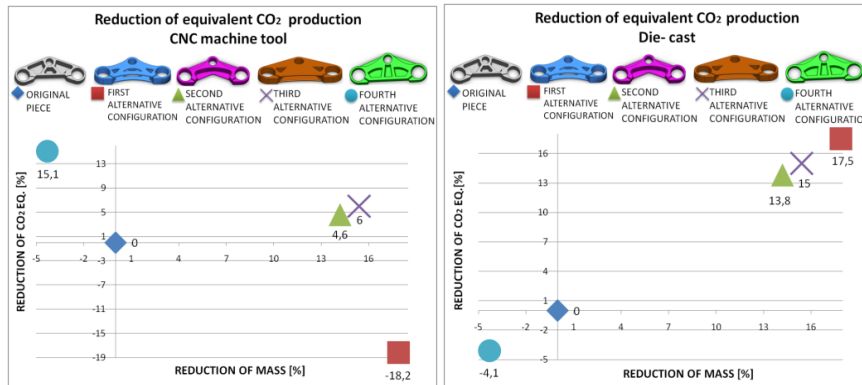 Reduction of equivalent CO2 production
CNC machine tool
ORIGINAL
PIECE
FIRST
ALTERNATIVE
CONFIGURATION
SECOND
ALTERNATIVE
CONFIGURATION
THIRD
ALTERNATIVE
CONFIGURATION
FOURTH
ALTERNATIVE
CONFIGURATION
REDUCTION OF CO2 EQ. [%]
13
9
5
1
-3
-7
-11
-15
-19
-5
-2
1
4
7
10
13
16
15,1
0
4,6
6
-18,2
REDUCTION OF MASS [%]
Reduction of equivalent CO2 production
Die- cast
ORIGINAL
PIECE
FIRST
ALTERNATIVE
CONFIGURATION
SECOND
ALTERNATIVE
CONFIGURATION
THIRD
ALTERNATIVE
CONFIGURATION
FOURTH
ALTERNATIVE
CONFIGURATION
REDUCTION OF CO2 EQ.[%]
16
13
10
7
4
1
-2
-5
-5
-2
1
4
7
10
13
16
17,5
15
13,8
0
-4,1
REDUCTION OF MASS [%]